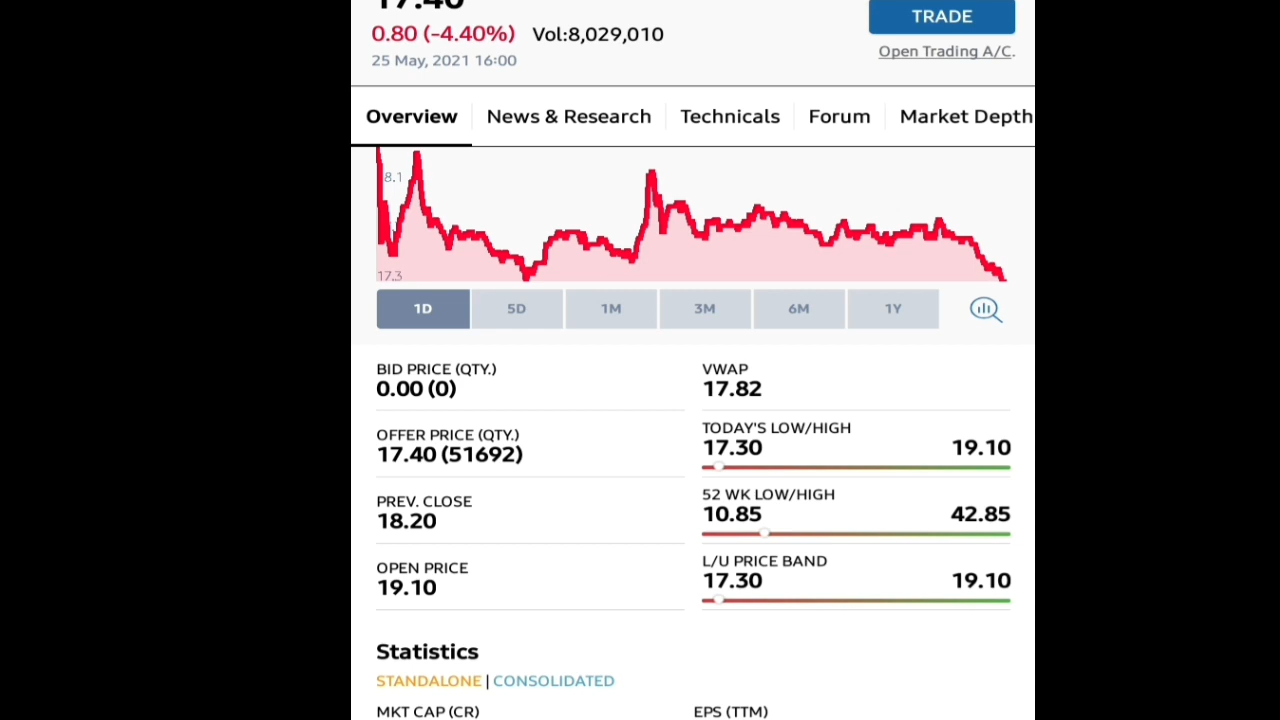 17.40
TRADE
0.80 (-4.40%) Vol:8,029,010
Open Trading A/C.
25 May, 2021 16:00
Overview News & Research Technicals Forum Market Depth
8.1
17.3
1D 5D 1M 3M 6M 1Y
BID PRICE (QTY.)
0.00 (0)
VWAP
17.82
OFFER PRICE (QTY.)
17.40 (51692)
TODAY'S LOW/HIGH
17.30 19.10
PREV. CLOSE
18.20
52 WK LOW/HIGH
10.85 42.85
OPEN PRICE
19.10
L/U PRICE BAND
17.30 19.10
Statistics
STANDALONE | CONSOLIDATED
MKT CAP (CR) EPS (TTM)